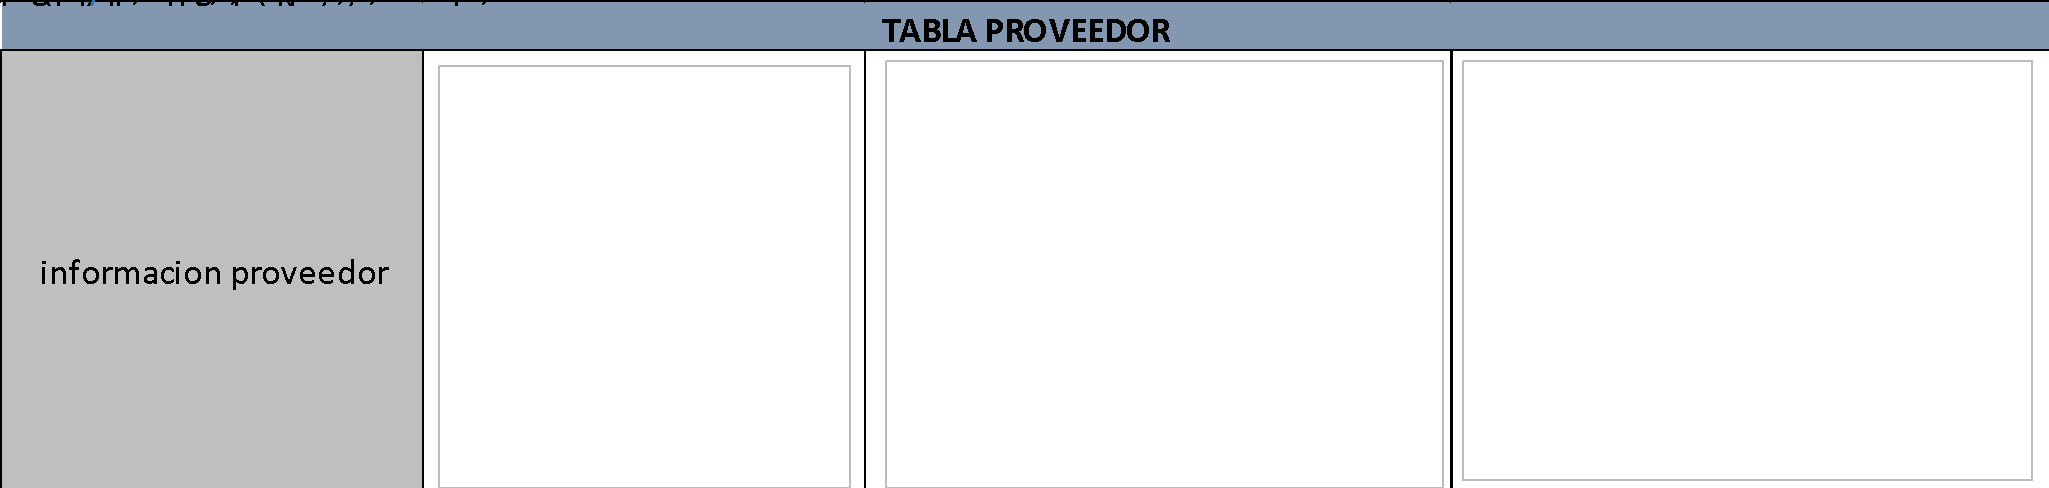 TABLA PROVEEDOR
informacion proveedor